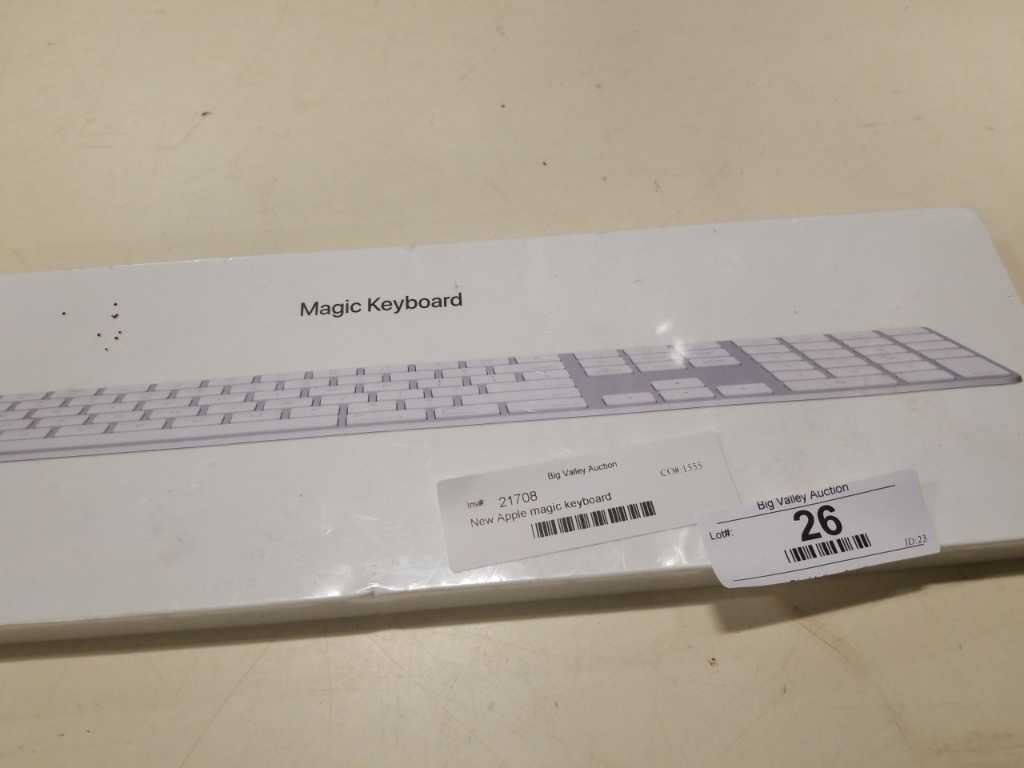 Magic Keyboard
Big Valley Auction
CO# 1555
Inv#: 21708
New Apple magic keyboard
Big Valley Auction
Lot#: 26
ID:23